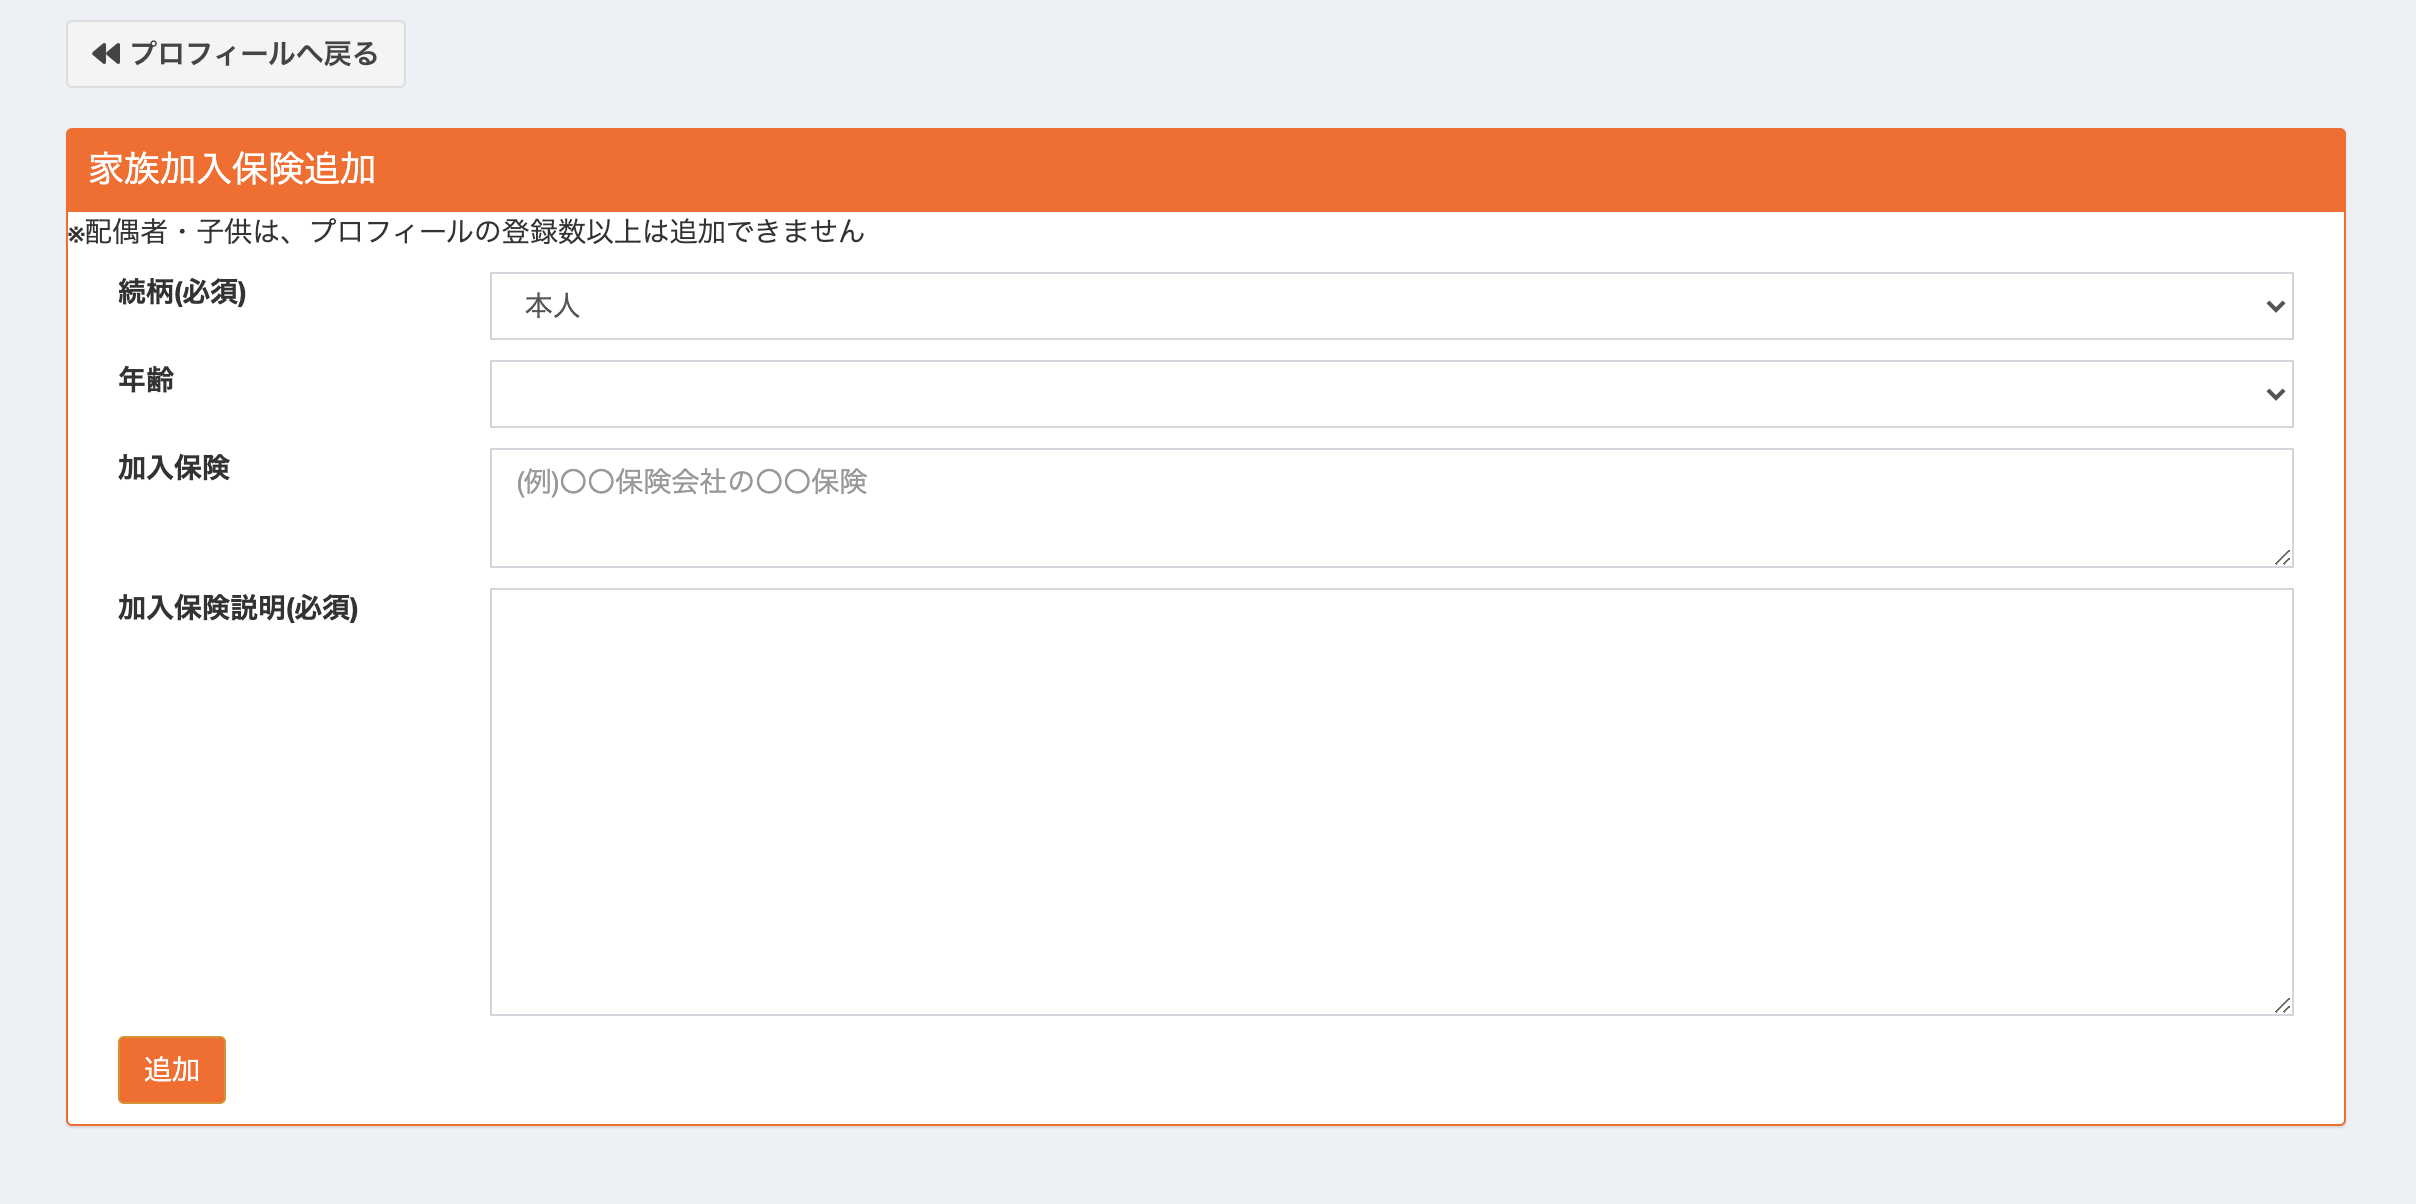 プロフィールへ戻る
家族加入保険追加
※配偶者・子供は、プロフィールの登録数以上は追加できません
続柄(必須)
本人
年齢
加入保険
(例)〇〇保険会社の〇〇保険
加入保険説明(必須)
追加